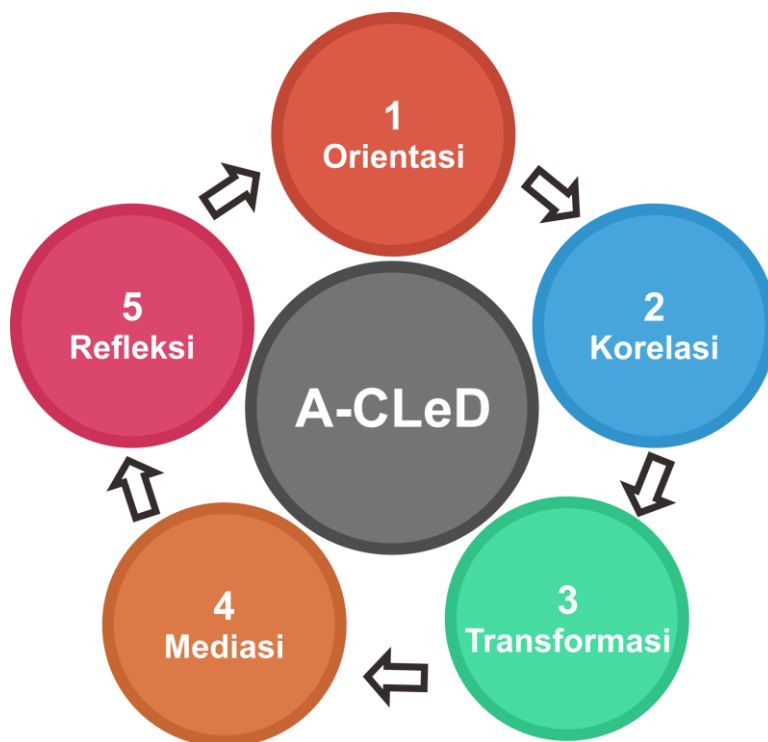 1
Orientasi
2
Korelasi
3
Transformasi
4
Mediasi
5
Refleksi
A-CLeD